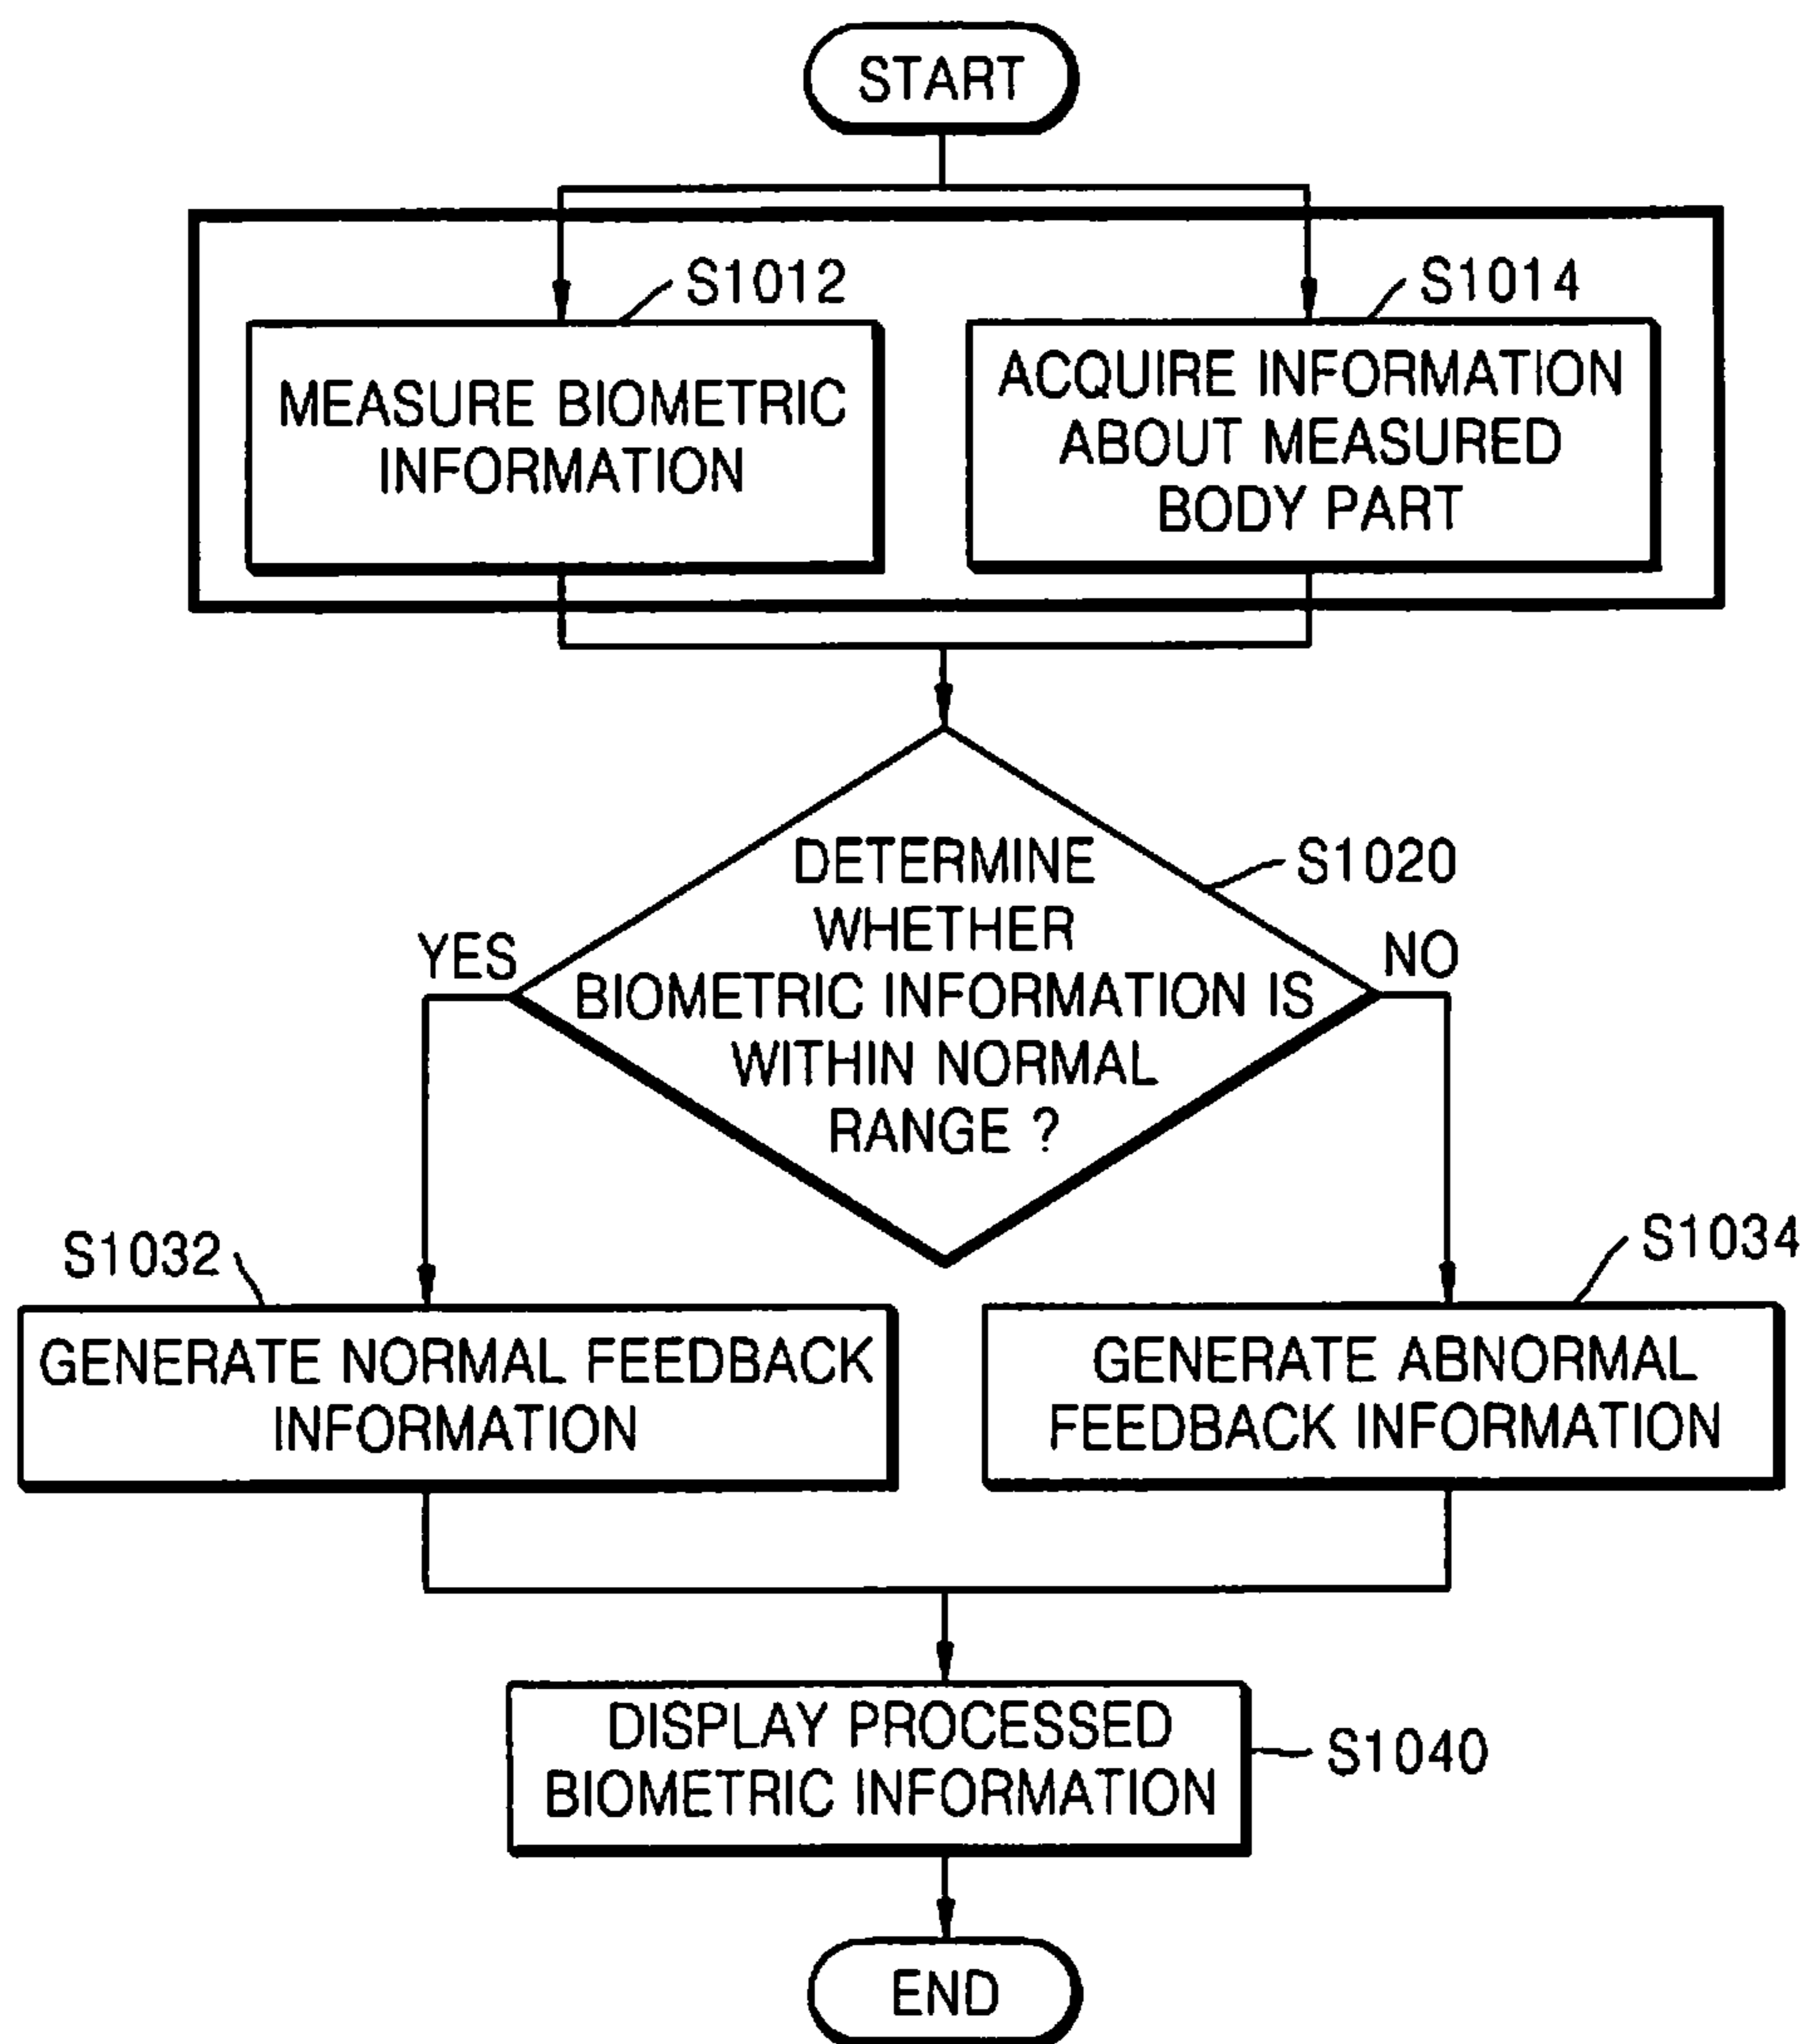 START
S1012
S1014
MEASURE BIOMETRIC
INFORMATION
ACQUIRE INFORMATION
ABOUT MEASURED
BODY PART
DETERMINE
WHETHER
BIOMETRIC INFORMATION IS
WITHIN NORMAL
RANGE ?
S1020
YES
NO
S1032
S1034
GENERATE NORMAL FEEDBACK
INFORMATION
GENERATE ABNORMAL
FEEDBACK INFORMATION
DISPLAY PROCESSED
BIOMETRIC INFORMATION
S1040
END